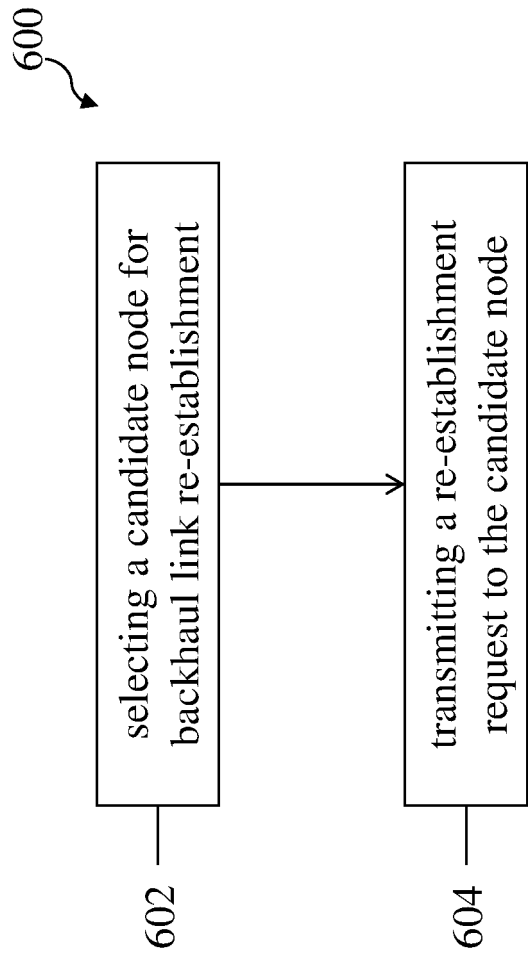 600
602
selecting a candidate node for
backhaul link re-establishment
604
transmitting a re-establishment
request to the candidate node